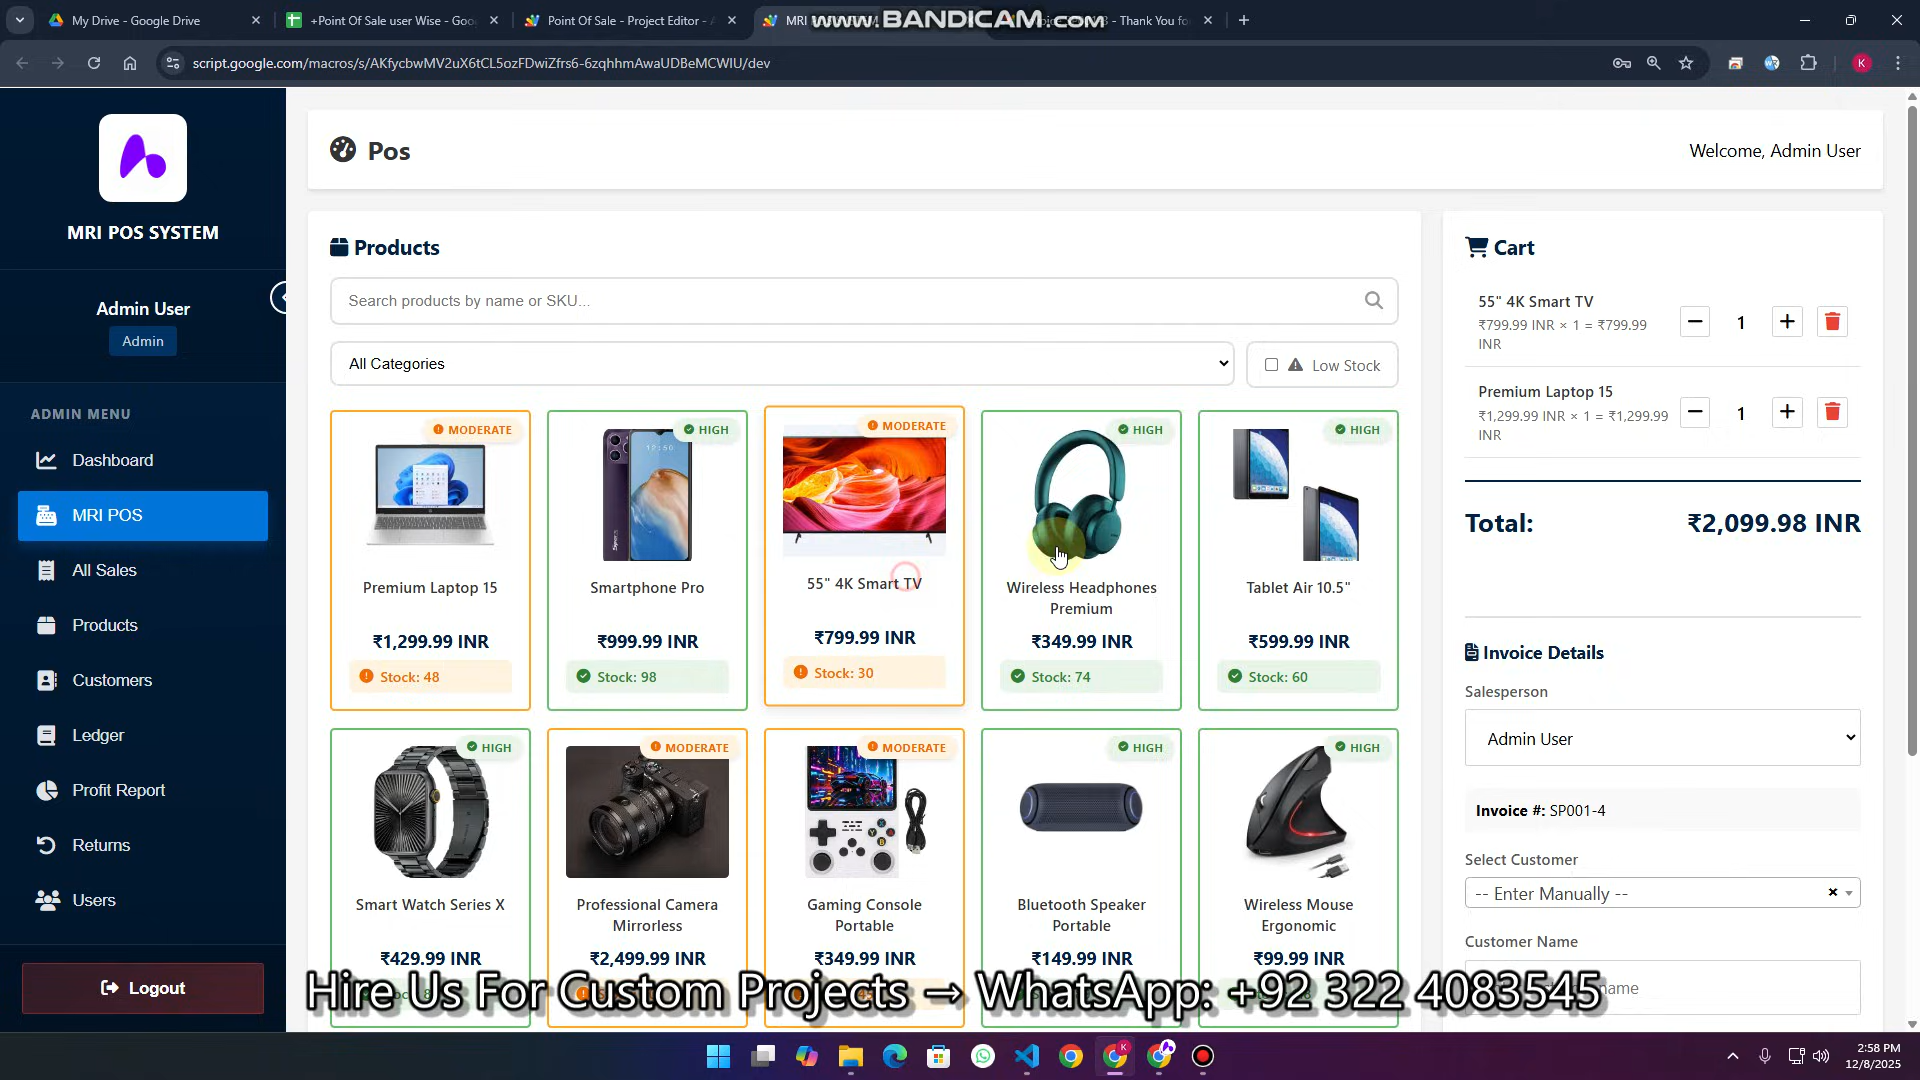 My Drive - Google Drive
+Point Of Sale user Wise - Goo
Point Of Sale - Project Editor - A
MRI
www.BANDICAM.com
- Thank You fo
script.google.com/macros/s/AKfycbwMV2uX6tCL5ozFDwiZfrs6-6zqhhmAwaUDBeMCWIU/dev
K
MRI POS SYSTEM
Admin User
Admin
ADMIN MENU
Dashboard
MRI POS
All Sales
Products
Customers
Ledger
Profit Report
Returns
Users
Logout
Pos
Welcome, Admin User
Products
Search products by name or SKU...
All Categories
Low Stock
MODERATE
Premium Laptop 15
₹1,299.99 INR
Stock: 48
HIGH
12:50
Smartphone Pro
₹999.99 INR
Stock: 98
MODERATE
55" 4K Smart TV
₹799.99 INR
Stock: 30
HIGH
Wireless Headphones
Premium
₹349.99 INR
Stock: 74
HIGH
Tablet Air 10.5"
₹599.99 INR
Stock: 60
HIGH
Smart Watch Series X
₹429.99 INR
MODERATE
Professional Camera
Mirrorless
₹2,499.99 INR
MODERATE
Gaming Console
Portable
₹349.99 INR
HIGH
Bluetooth Speaker
Portable
₹149.99 INR
HIGH
Wireless Mouse
Ergonomic
₹99.99 INR
Cart
55" 4K Smart TV
₹799.99 INR × 1 = ₹799.99
INR
1
Premium Laptop 15
₹1,299.99 INR × 1 = ₹1,299.99
INR
1
Total:
₹2,099.98 INR
Invoice Details
Salesperson
Admin User
Invoice #: SP001-4
Select Customer
-- Enter Manually --
×
Customer Name
name
Hire Us For Custom Projects → WhatsApp: +92 322 4083545
K
2:58 PM
12/8/2025